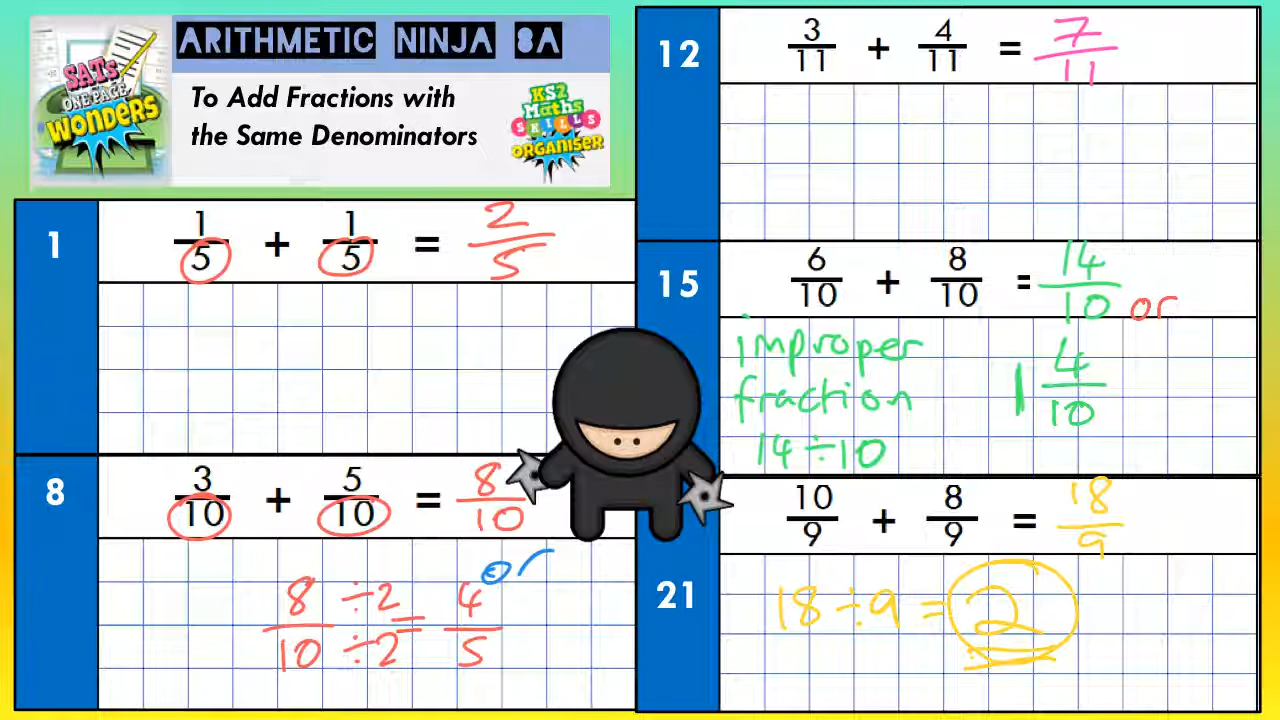 ARITHMETIC NINJA 8A
SATs
ONE PAGE
WONDERS
To Add Fractions with
the Same Denominators
KS2
Maths
SKILLS
ORGANISER
1
1/5 + 1/5 = 2/5
8
3/10 + 5/10 = 8/10
or
8/10 ÷2/÷2 = 4/5
12
3/11 + 4/11 = 7/11
15
6/10 + 8/10 = 14/10 or
improper
fraction
14÷10
1 4/10
21
10/9 + 8/9 = 18/9
18÷9=2